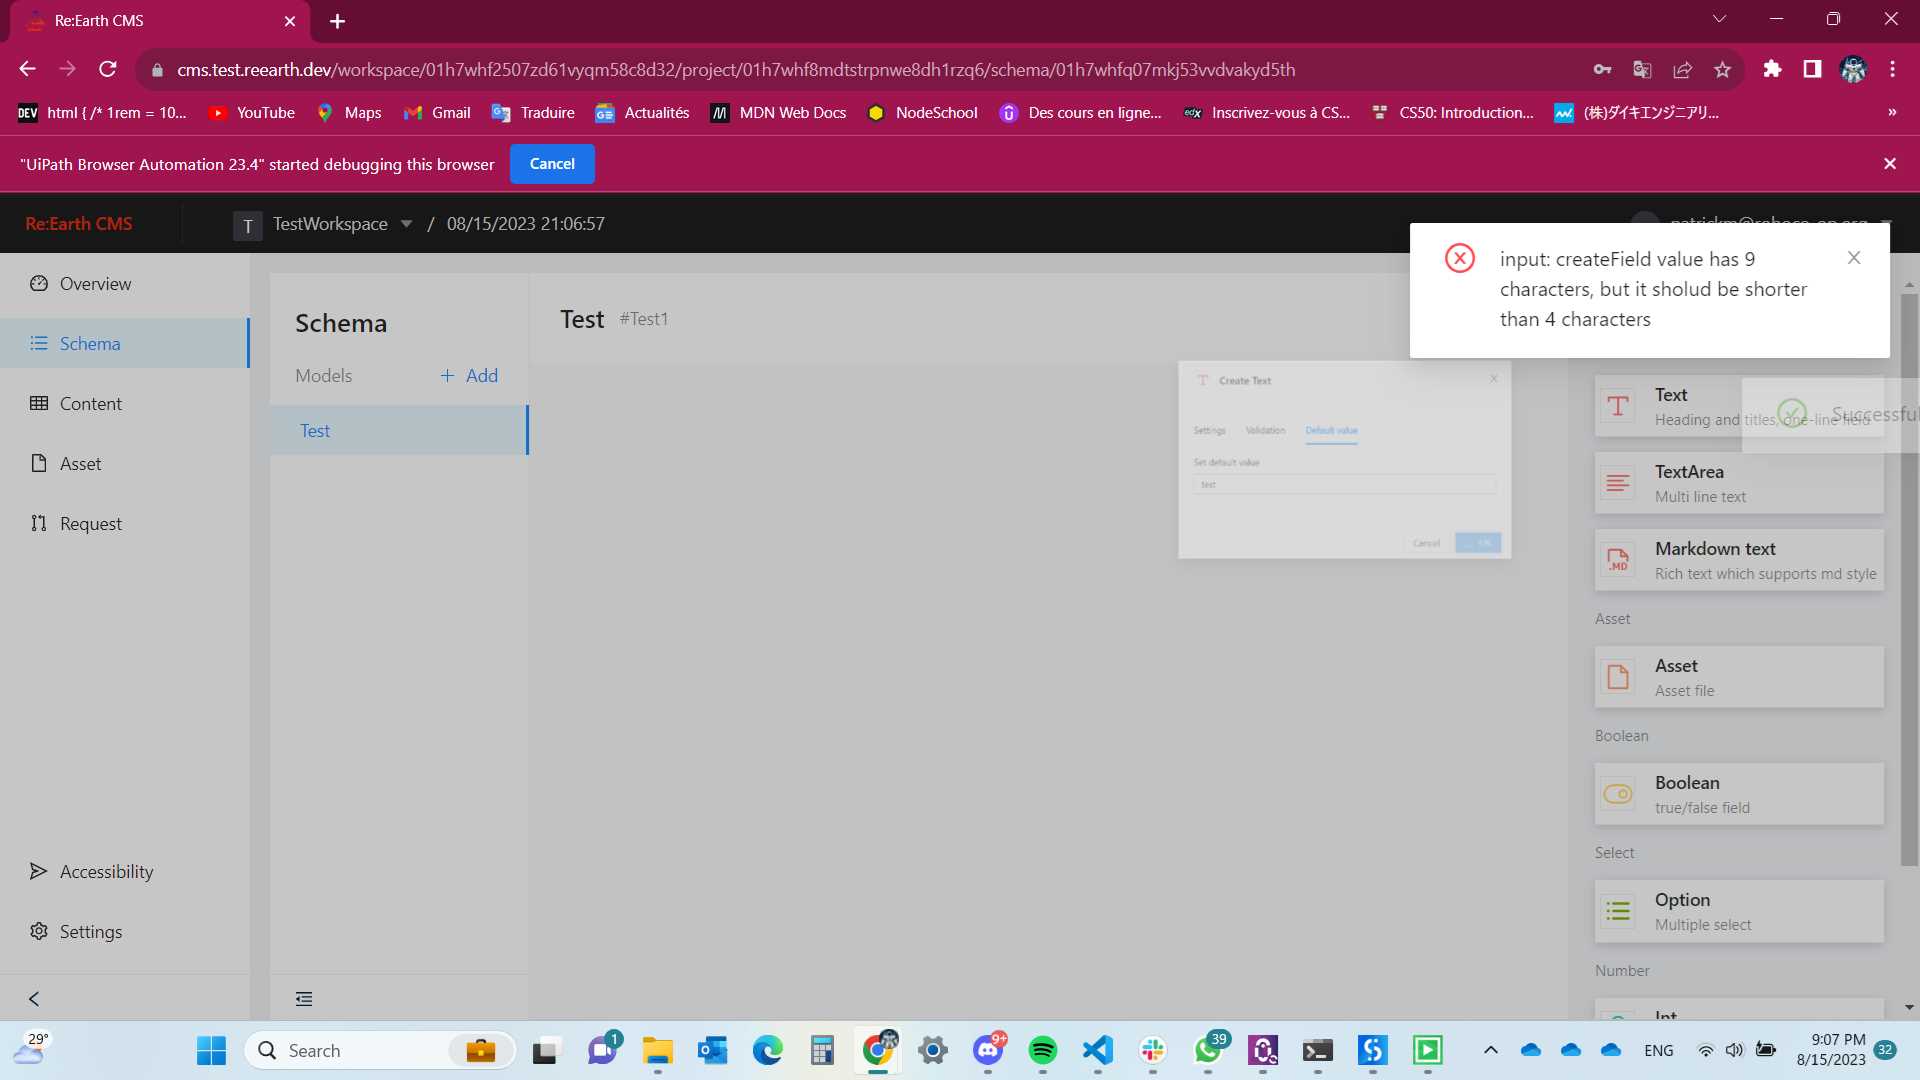 Re:Earth CMS
cms.test.reearth.dev/workspace/01h7whf2507zd61vyqm58c8d32/project/01h7whf8mdtstrpnwe8dh1rzq6/schema/01h7whfq07mkj53vvdvakyd5th
DEV html { /* 1rem = 10... YouTube Maps Gmail Traduire Actualités MDN Web Docs NodeSchool Des cours en ligne... edX Inscrivez-vous à CS... CS50: Introduction... (株)ダイキエンジニアリ... »
"UiPath Browser Automation 23.4" started debugging this browser Cancel
Re:Earth CMS T TestWorkspace / 08/15/2023 21:06:57
input: createField value has 9
characters, but it sholud be shorter
than 4 characters
Successful
Overview
Schema
Content
Asset
Request
Accessibility
Settings
Schema
Models + Add
Test
Test #Test1
Create Text
Settings Validation Default value
Set default value
test
Cancel OK
Text
Heading and titles, one-line field
TextArea
Multi line text
Markdown text
.MD Rich text which supports md style
Asset
Asset
Asset file
Boolean
Boolean
true/false field
Select
Option
Multiple select
Number
Int
29°
Search
1
9+
39
ENG
9:07 PM
8/15/2023
32